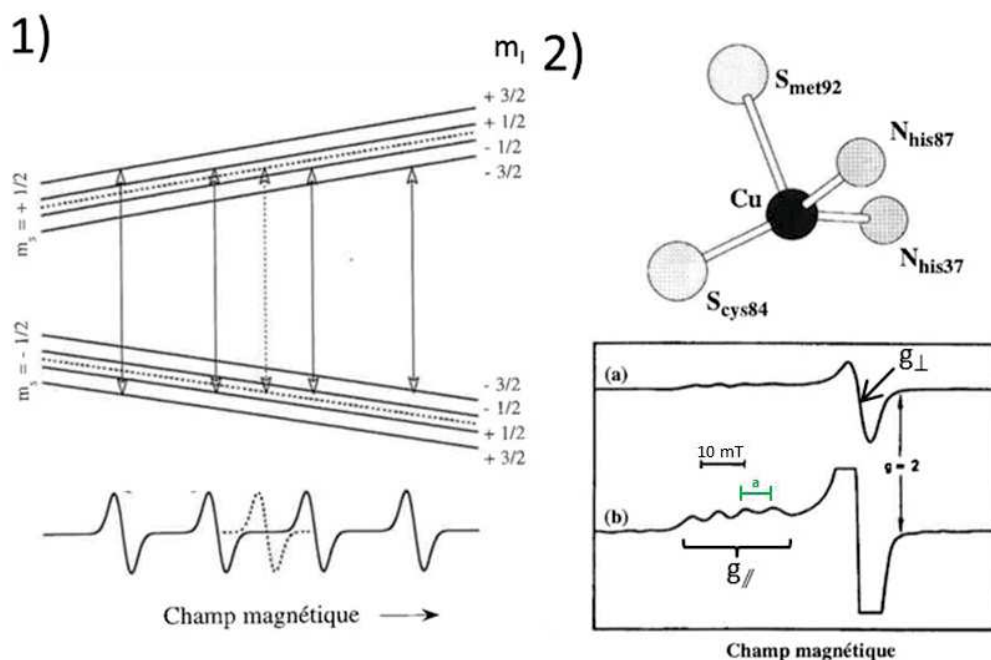 1)
m_I
+ 3/2
+ 1/2
- 1/2
- 3/2
m_s = + 1/2
m_s = - 1/2
- 3/2
- 1/2
+ 1/2
+ 3/2
Champ magnétique
2)
S_met92
N_his87
Cu
N_his37
S_cys84
(a)
g⊥
10 mT
a
g = 2
(b)
g//
Champ magnétique